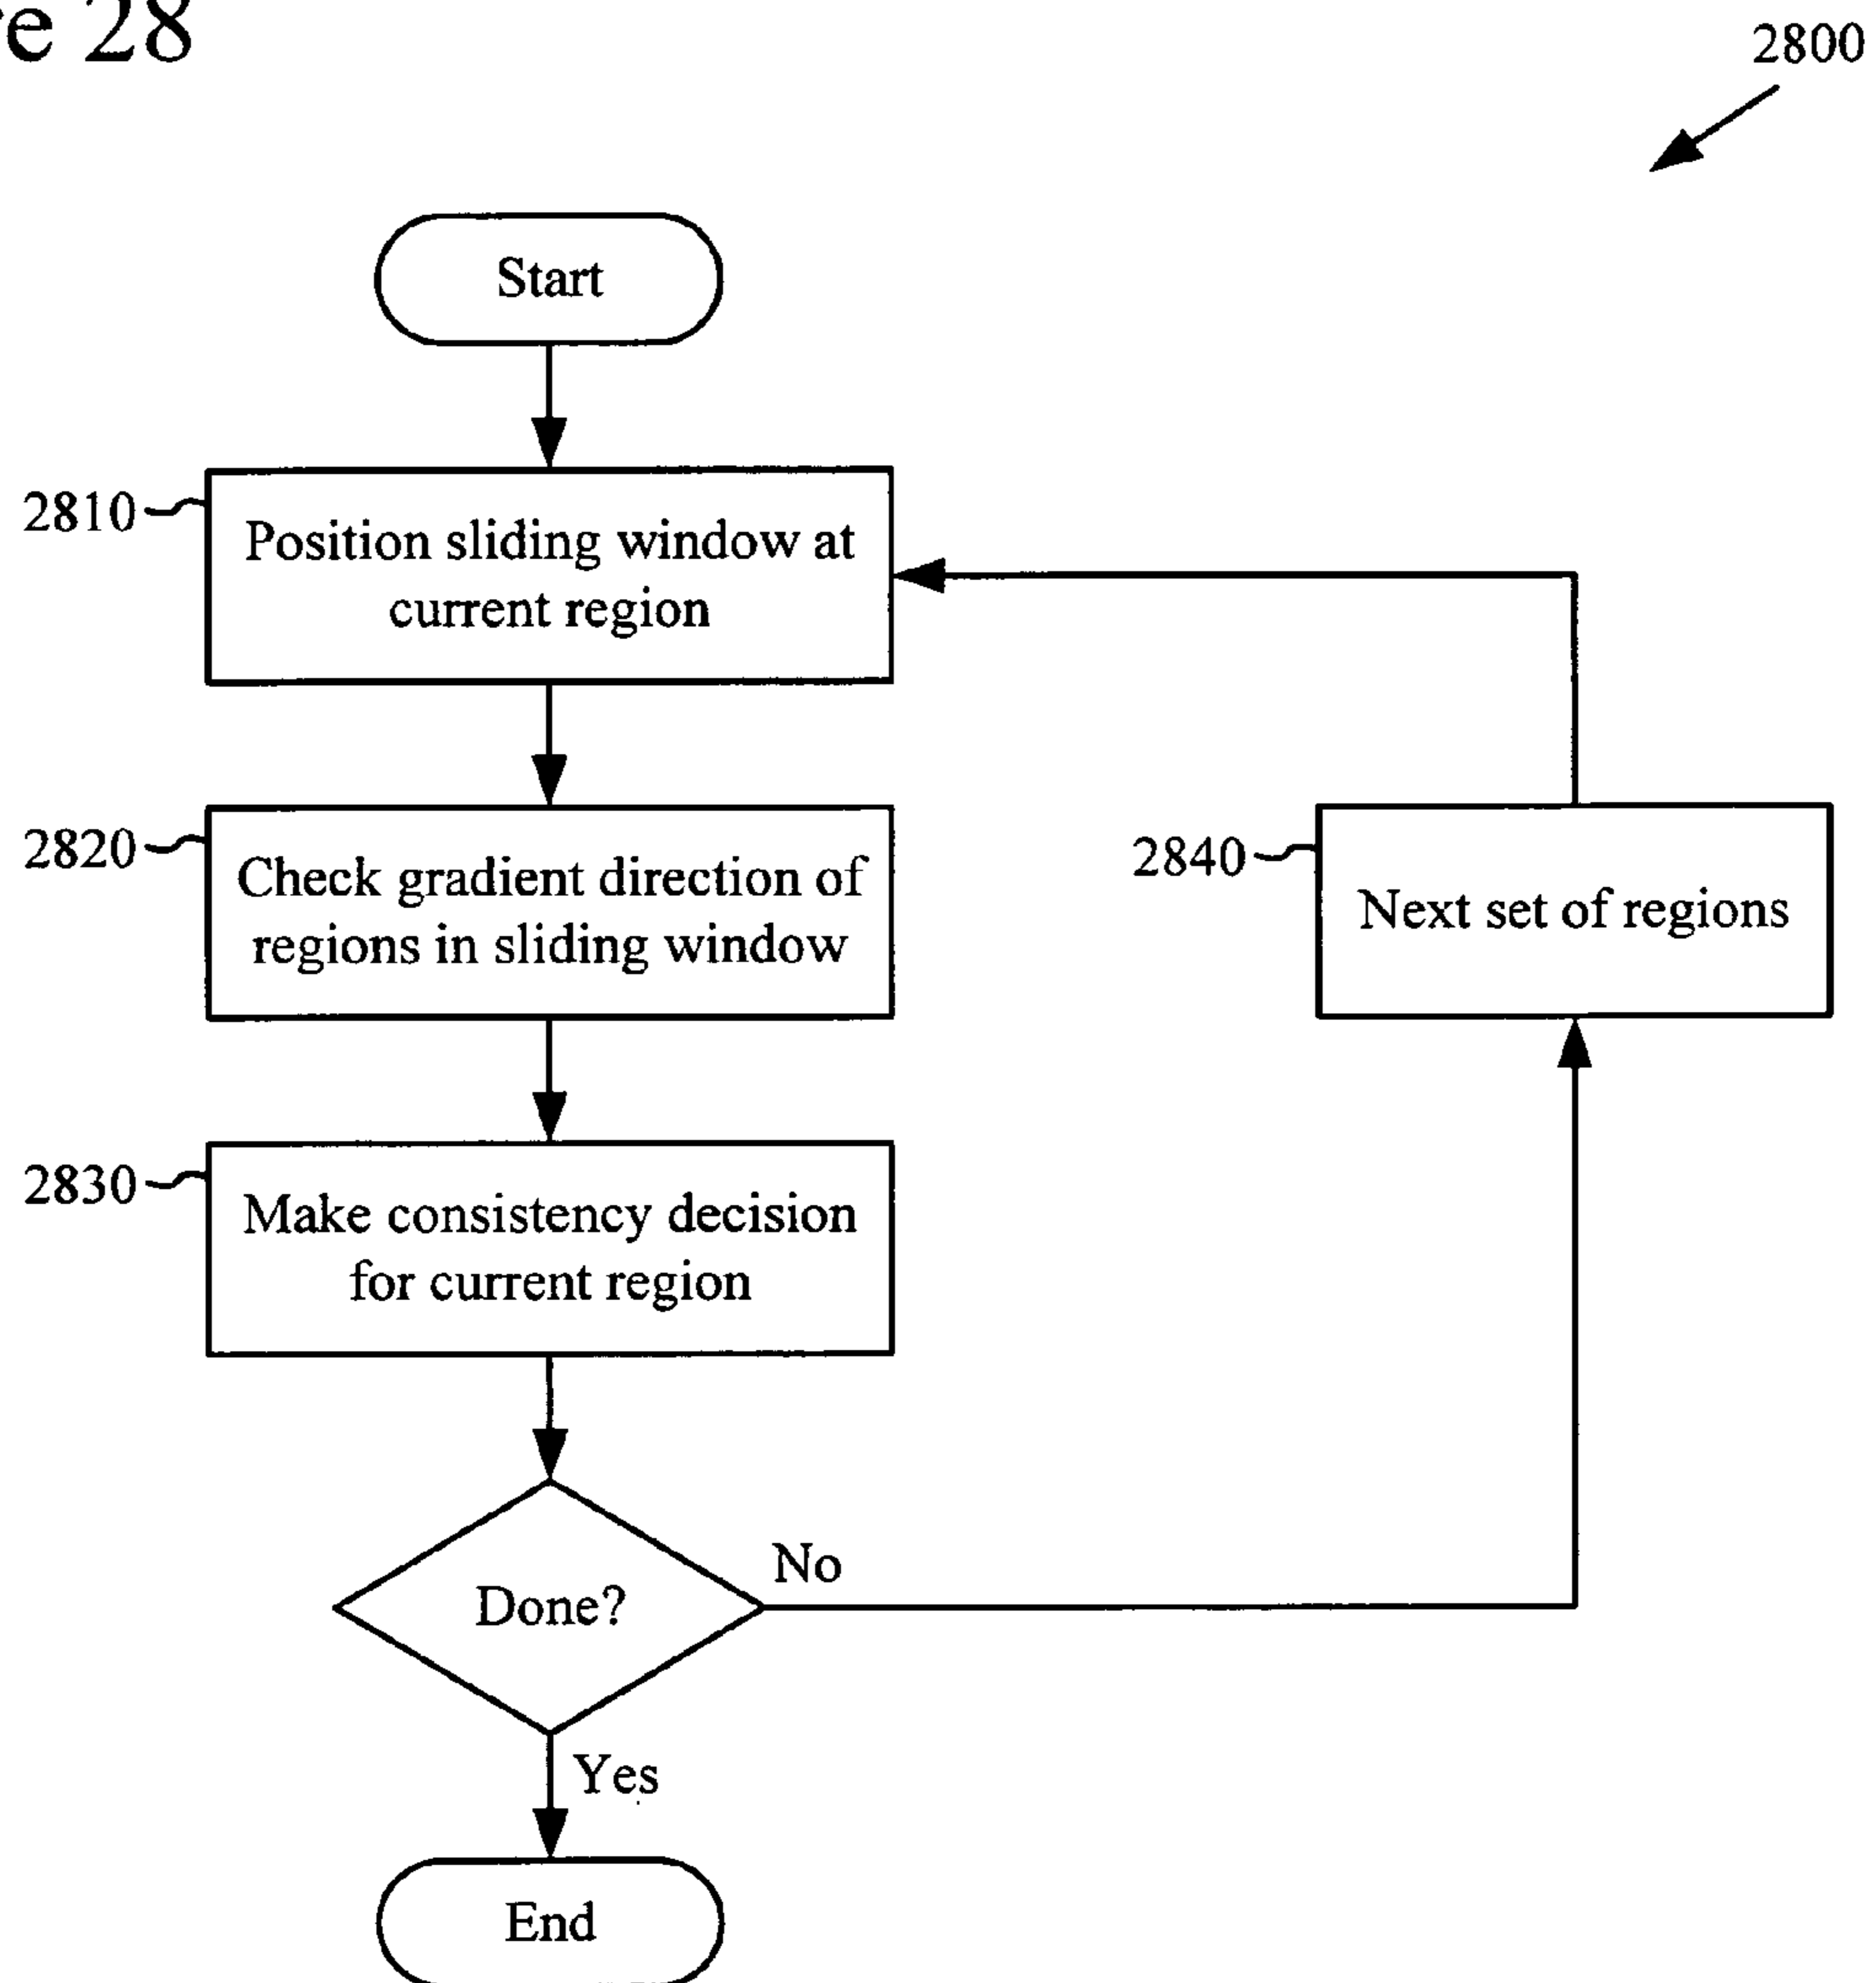 28
2800
Start
2810
Position sliding window at
current region
2820
Check gradient direction of
regions in sliding window
2840
Next set of regions
2830
Make consistency decision
for current region
Done?
No
Yes
End